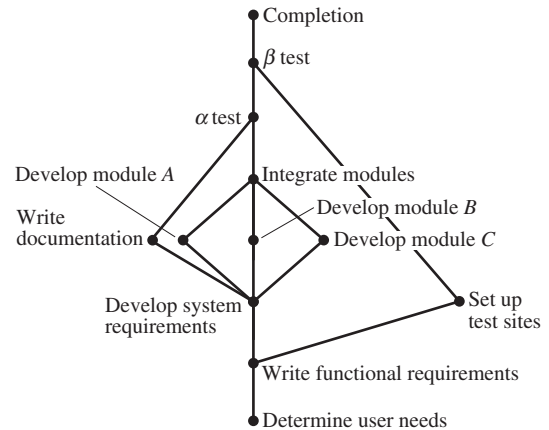 Completion
β test
α test
Develop module A
Integrate modules
Develop module B
Write
documentation
Develop module C
Develop system
requirements
Set up
test sites
Write functional requirements
Determine user needs